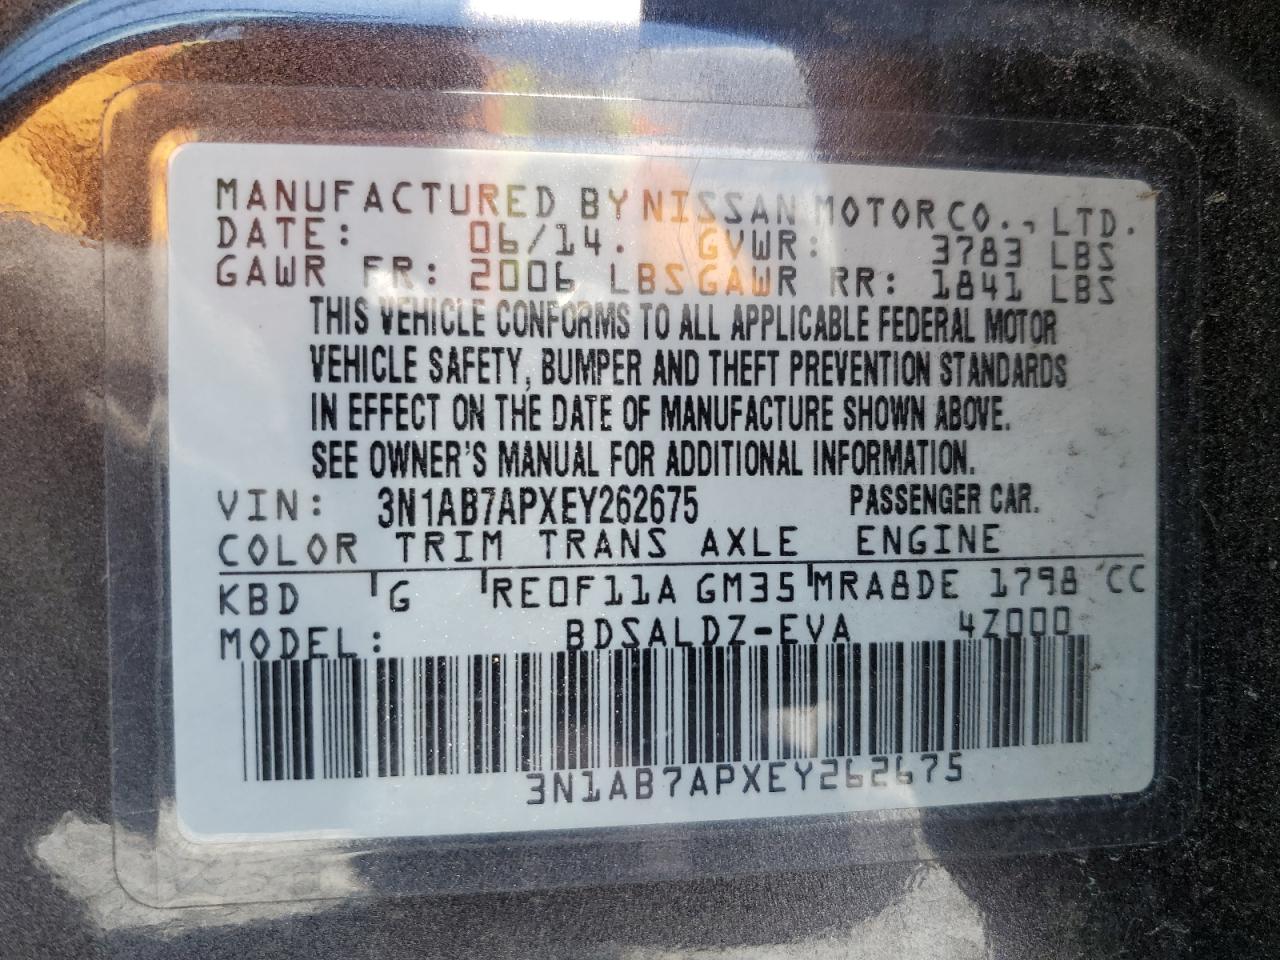 MANUFACTURED BY NISSAN MOTOR CO., LTD.
DATE: 06/14. GVWR: 3783 LBS
GAWR FR: 2006 LBS GAWR RR: 1841 LBS
THIS VEHICLE CONFORMS TO ALL APPLICABLE FEDERAL MOTOR
VEHICLE SAFETY, BUMPER AND THEFT PREVENTION STANDARDS
IN EFFECT ON THE DATE OF MANUFACTURE SHOWN ABOVE.
SEE OWNER'S MANUAL FOR ADDITIONAL INFORMATION.
VIN: 3N1AB7APXEY262675 PASSENGER CAR.
COLOR TRIM TRANS AXLE ENGINE
KBD G RE0F11A GM35 MRA8DE 1798 CC
MODEL: BDSALDZ-EVA 4Z000
3N1AB7APXEY262675